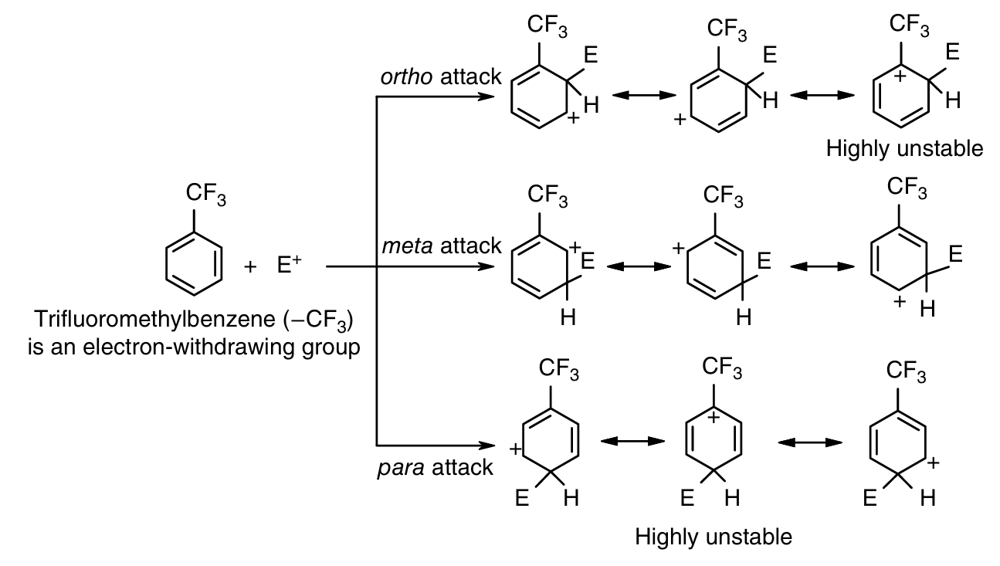 CF₃ CF₃ CF₃
E E E
ortho attack
H H H
+ + +
Highly unstable
CF₃ CF₃ CF₃ CF₃
meta attack
+ E⁺
+ E + E E
+ H
H H
Trifluoromethylbenzene (–CF₃)
is an electron-withdrawing group
CF₃ CF₃ CF₃
+
+ +
para attack
E H E H E H
Highly unstable